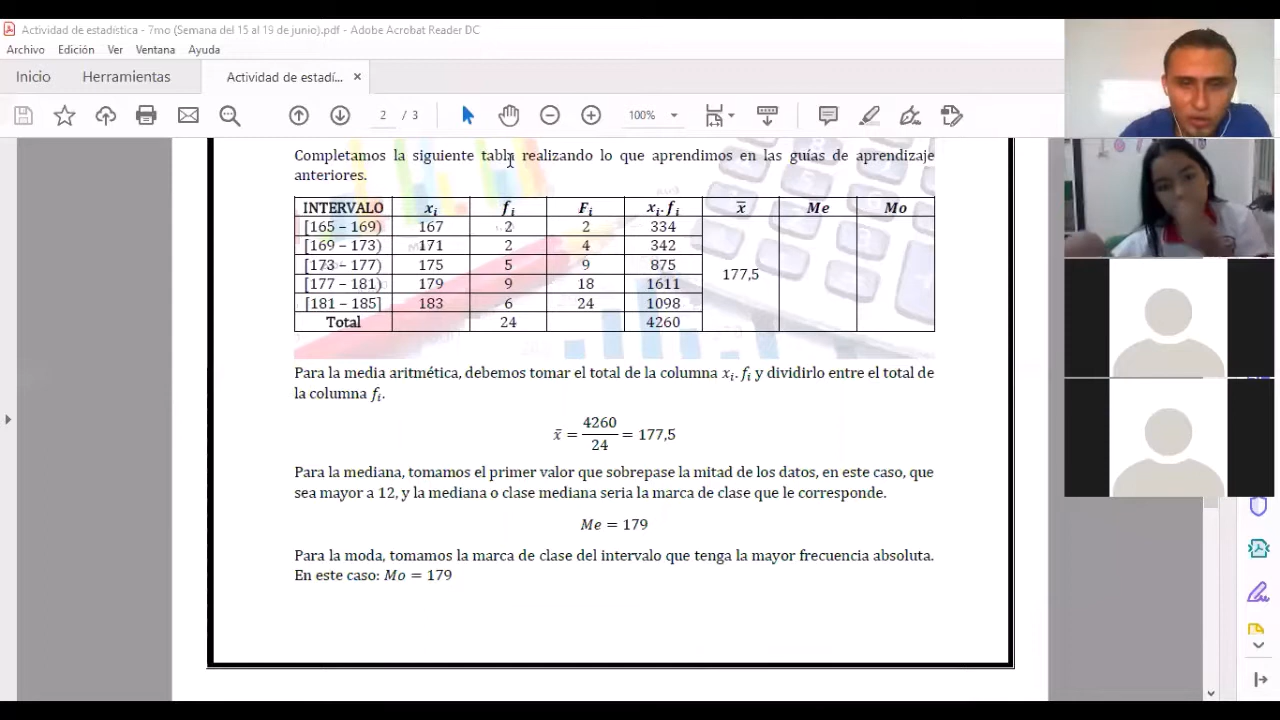 Actividad de estadística - 7mo (Semana del 15 al 19 de junio).pdf - Adobe Acrobat Reader DC
Archivo Edición Ver Ventana Ayuda
Inicio Herramientas Actividad de estadí... ×
2 / 3 100%
Completamos la siguiente tabla realizando lo que aprendimos en las guías de aprendizaje
anteriores.
INTERVALO xᵢ fᵢ Fᵢ xᵢ.fᵢ x̄ Me Mo
[165 – 169) 167 2 2 334
[169 – 173) 171 2 4 342
[173 – 177) 175 5 9 875
177,5
[177 – 181) 179 9 18 1611
[181 – 185] 183 6 24 1098
Total 24 4260
Para la media aritmética, debemos tomar el total de la columna xᵢ.fᵢ y dividirlo entre el total de
la columna fᵢ.
x̄ = 4260/24 = 177,5
Para la mediana, tomamos el primer valor que sobrepase la mitad de los datos, en este caso, que
sea mayor a 12, y la mediana o clase mediana seria la marca de clase que le corresponde.
Me = 179
Para la moda, tomamos la marca de clase del intervalo que tenga la mayor frecuencia absoluta.
En este caso: Mo = 179